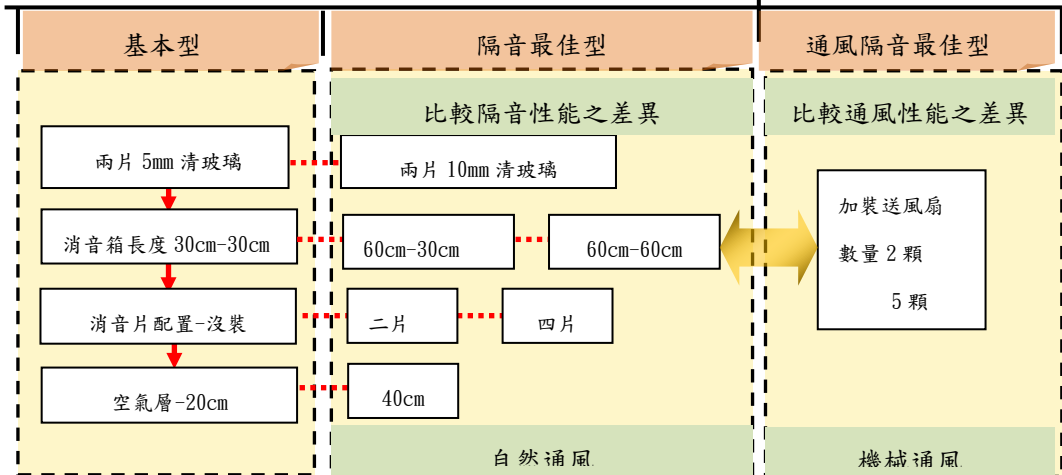 基本型
隔音最佳型
通風隔音最佳型
比較隔音性能之差異
比較通風性能之差異
兩片 5mm 清玻璃
兩片 10mm 清玻璃
消音箱長度 30cm-30cm
60cm-30cm
60cm-60cm
加裝送風扇
數量 2 顆
5 顆
消音片配置-沒裝
二片
四片
空氣層-20cm
40cm
自然通風
機械通風